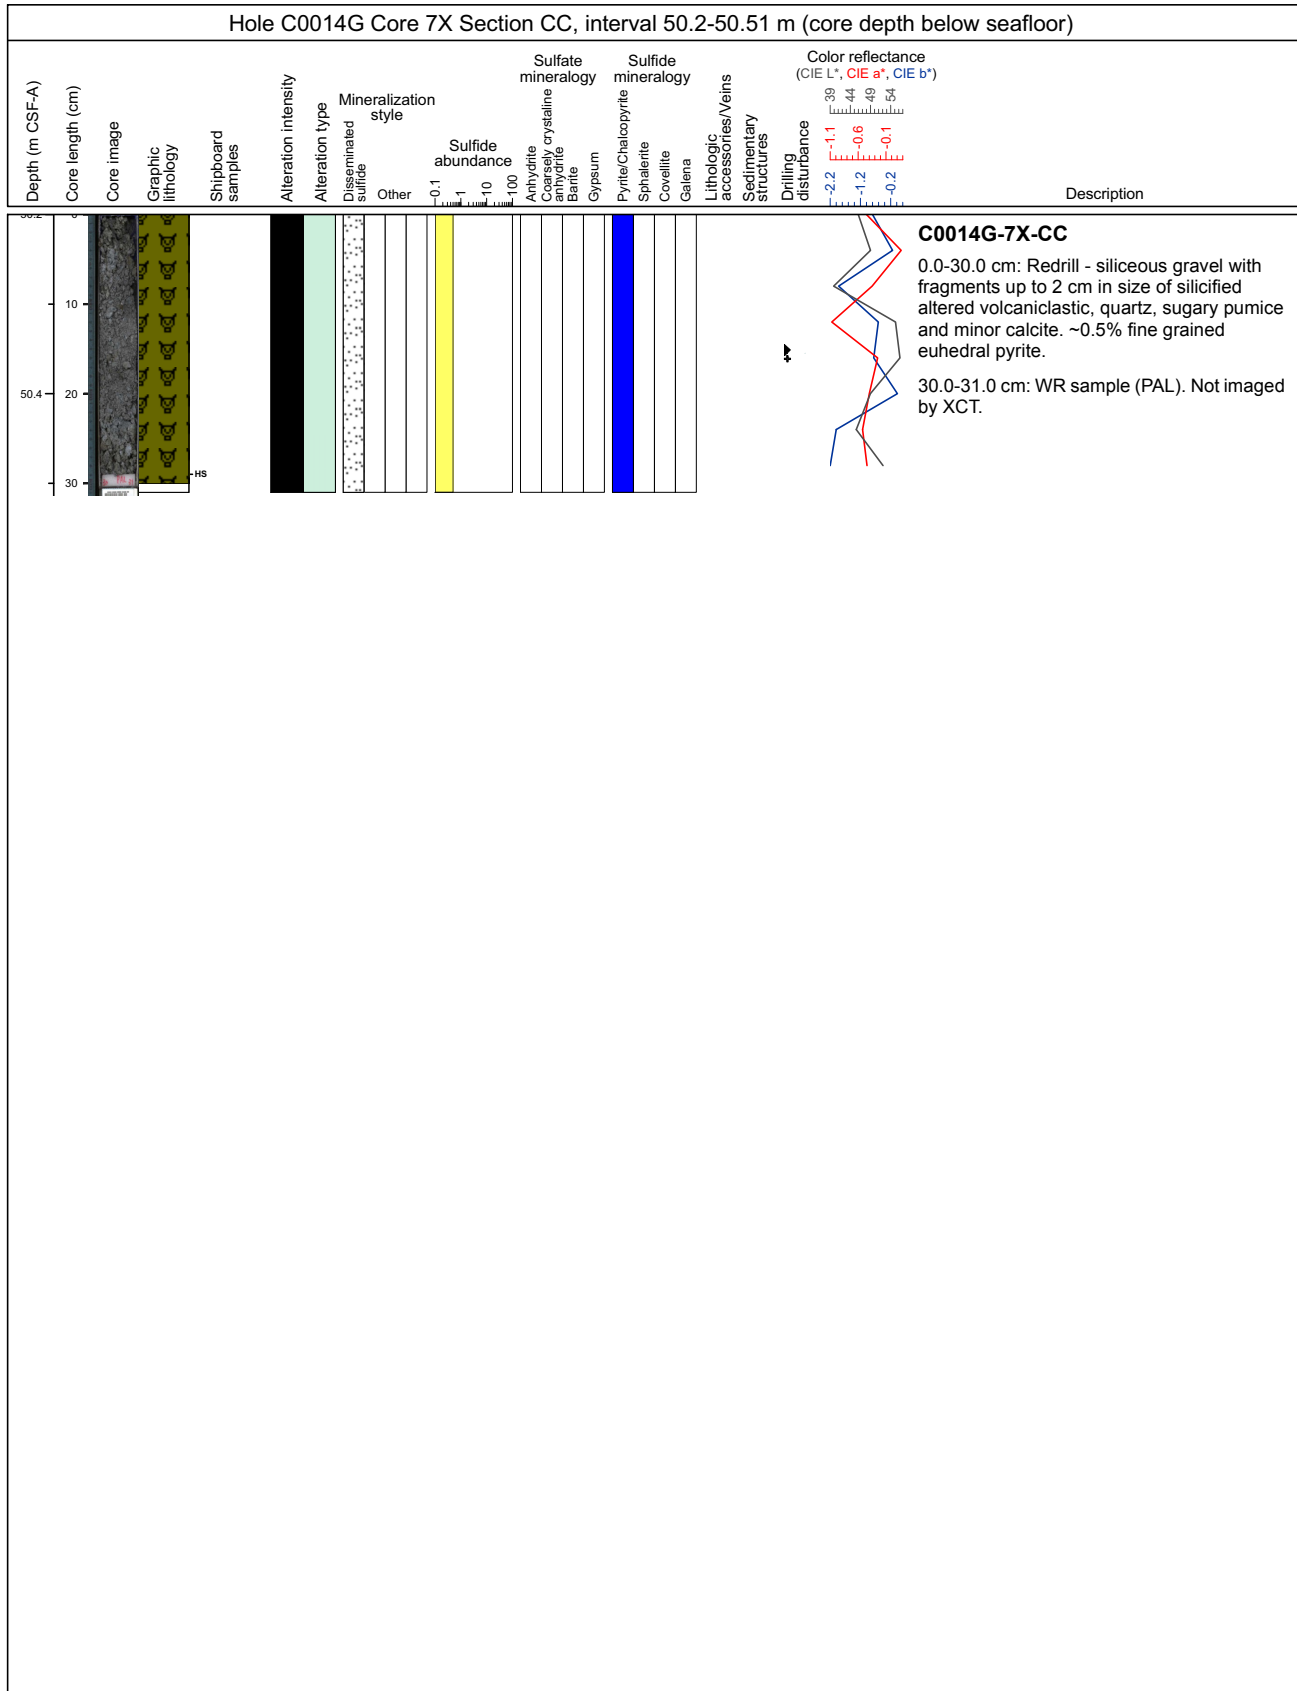 Hole C0014G Core 7X Section CC, interval 50.2-50.51 m (core depth below seafloor)
Depth (m CSF-A)
Core length (cm)
Core image
Graphic
lithology
Shipboard
samples
Alteration intensity
Alteration type
Mineralization
style
Disseminated
sulfide
Other
Sulfide
abundance
0.1
1
10
100
Sulfate
mineralogy
Anhydrite
Coarsely crystaline
anhydrite
Barite
Gypsum
Sulfide
mineralogy
Pyrite/Chalcopyrite
Sphalerite
Covellite
Galena
Lithologic
accessories/Veins
Sedimentary
structures
Drilling
disturbance
Color reflectance
(CIE L*, CIE a*, CIE b*)
39
44
49
54
-1.1
-0.6
-0.1
-2.2
-1.2
-0.2
Description
C0014G-7X-CC
0.0-30.0 cm: Redrill - siliceous gravel with
fragments up to 2 cm in size of silicified
altered volcaniclastic, quartz, sugary pumice
and minor calcite. ~0.5% fine grained
euhedral pyrite.
30.0-31.0 cm: WR sample (PAL). Not imaged
by XCT.
50.2
0
10
50.4
20
HS
30